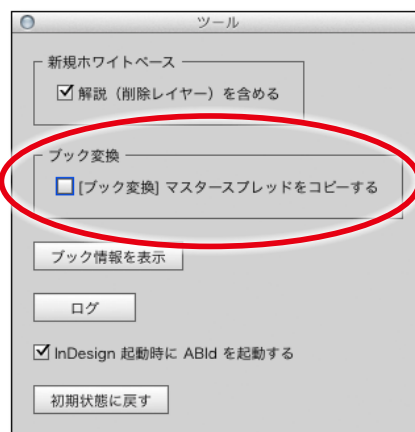 ツール
新規ホワイトベース
解説（削除レイヤー）を含める
ブック変換
[ブック変換] マスタースプレッドをコピーする
ブック情報を表示
ログ
InDesign 起動時に ABId を起動する
初期状態に戻す